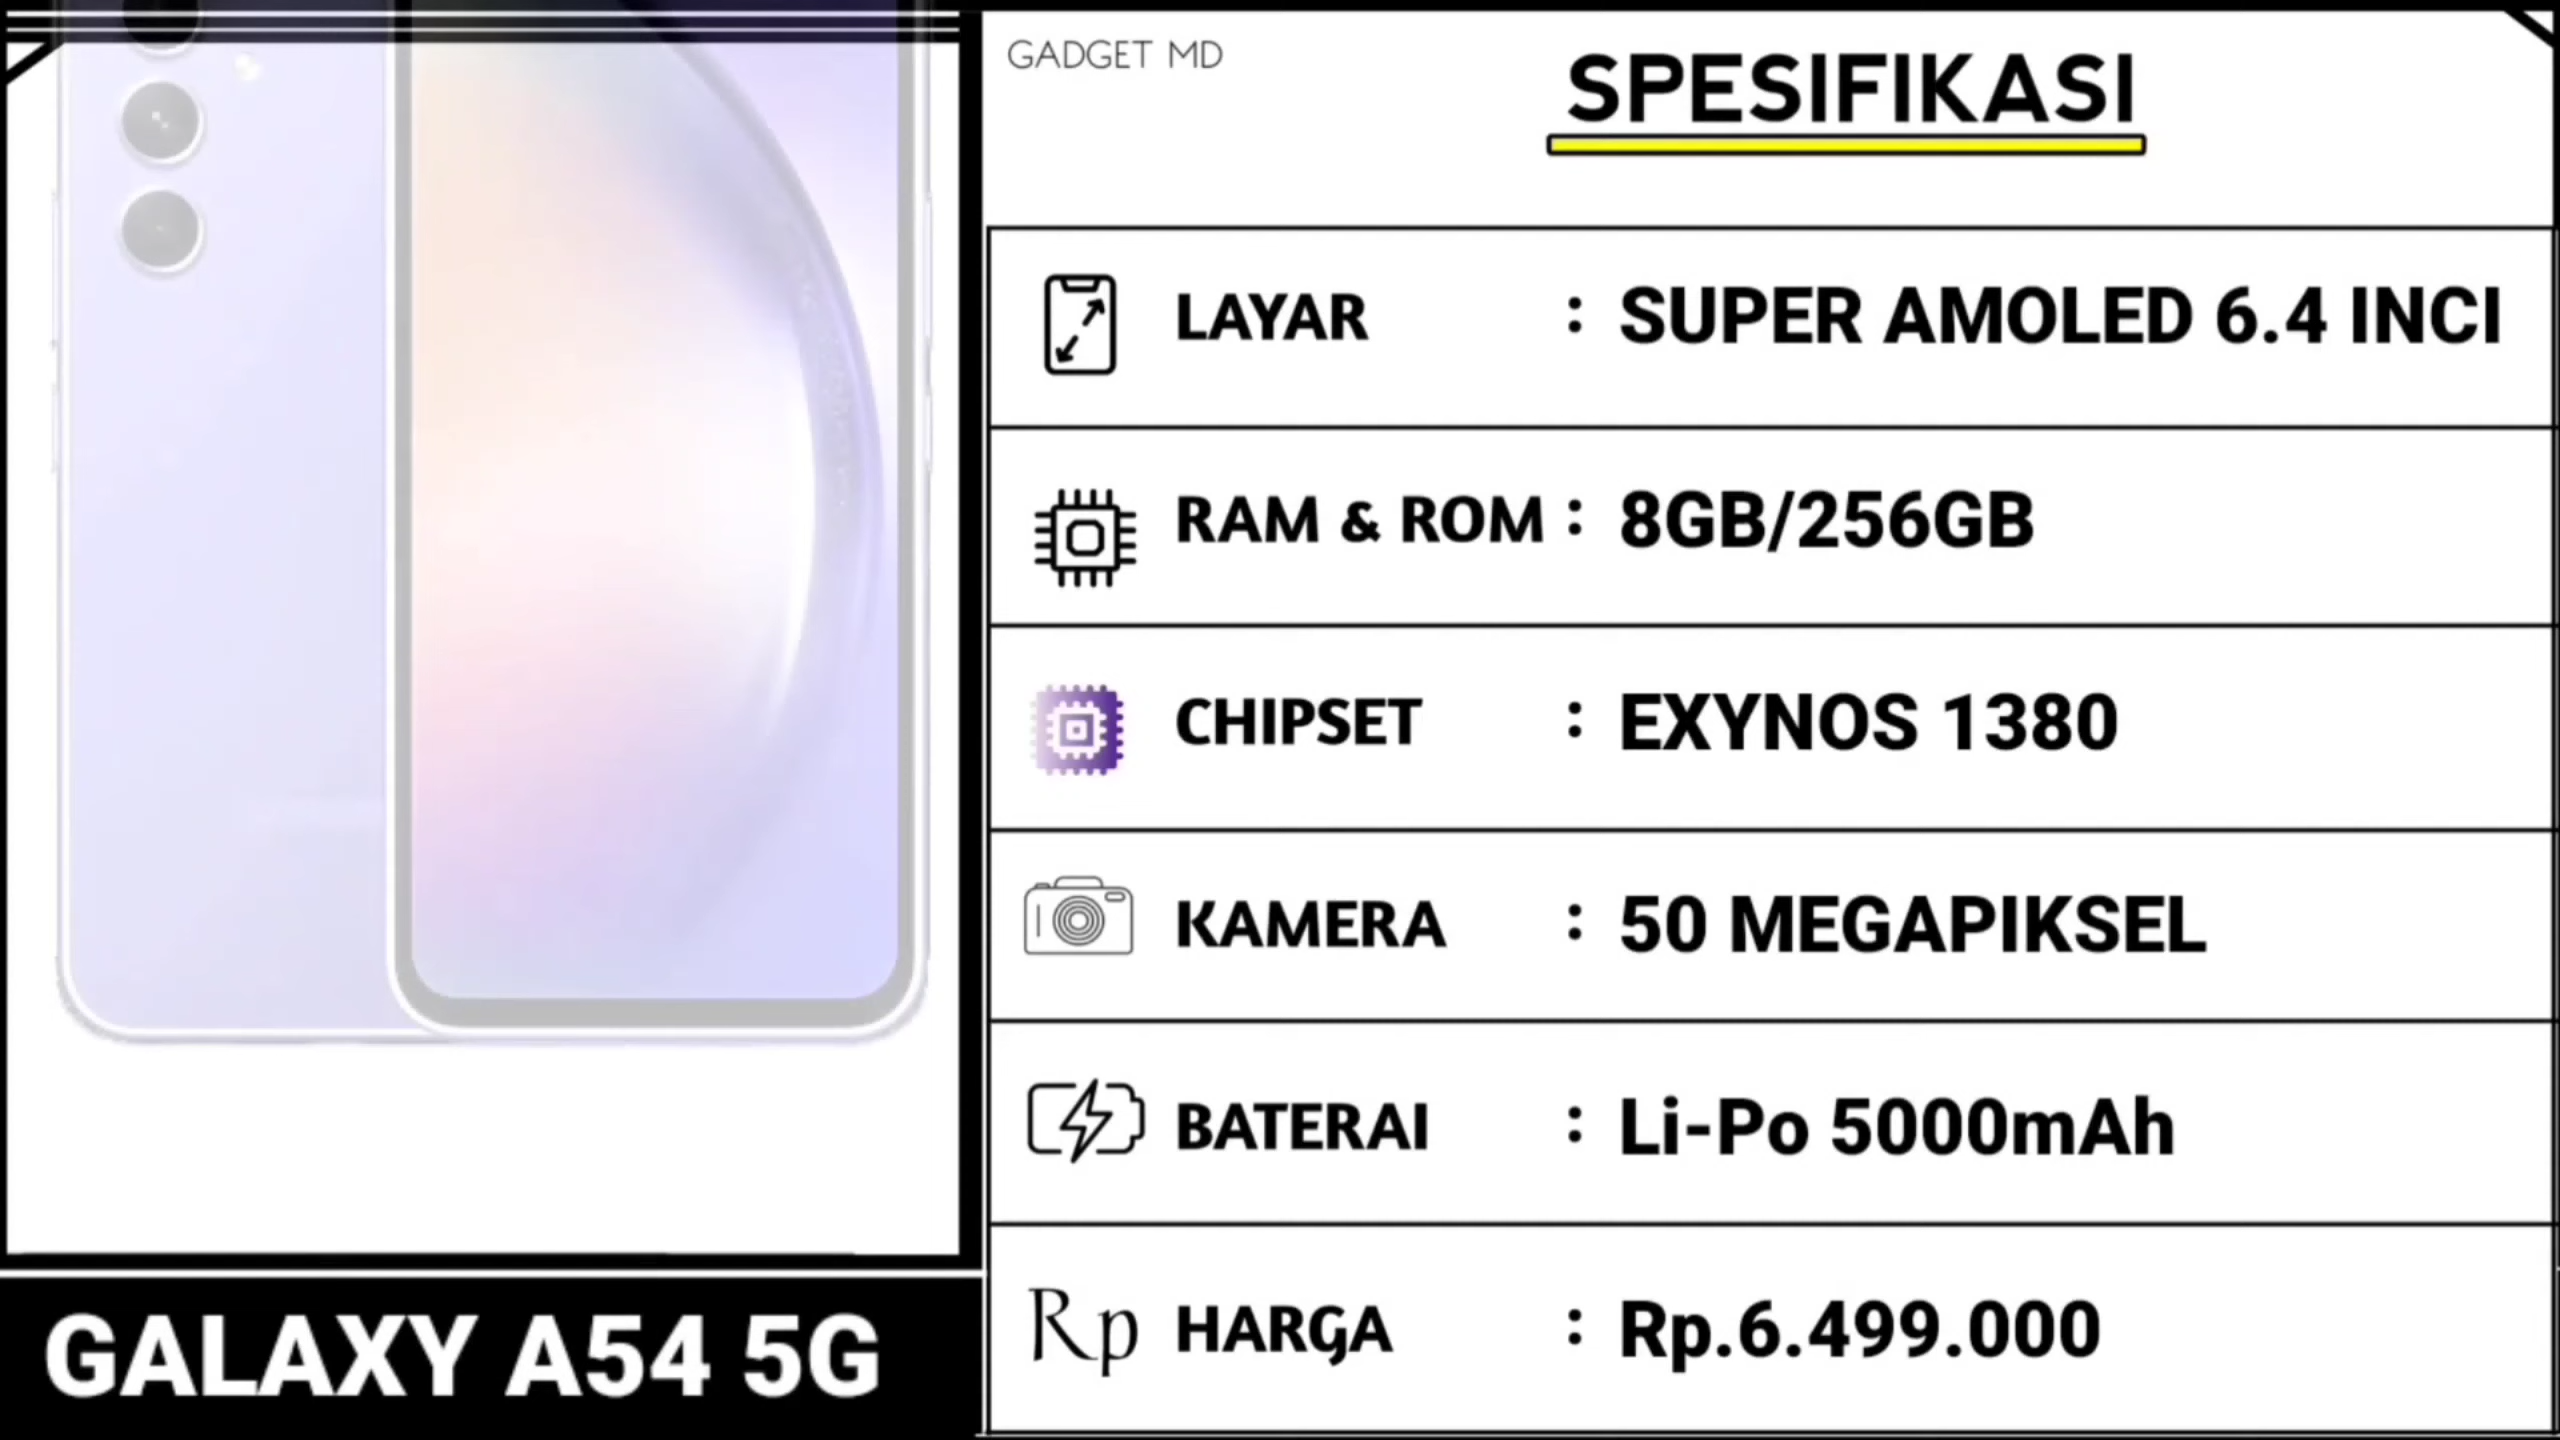 GADGET MD
SPESIFIKASI
LAYAR : SUPER AMOLED 6.4 INCI
RAM & ROM : 8GB/256GB
CHIPSET : EXYNOS 1380
KAMERA : 50 MEGAPIKSEL
BATERAI : Li-Po 5000mAh
Rp HARGA : Rp.6.499.000
GALAXY A54 5G